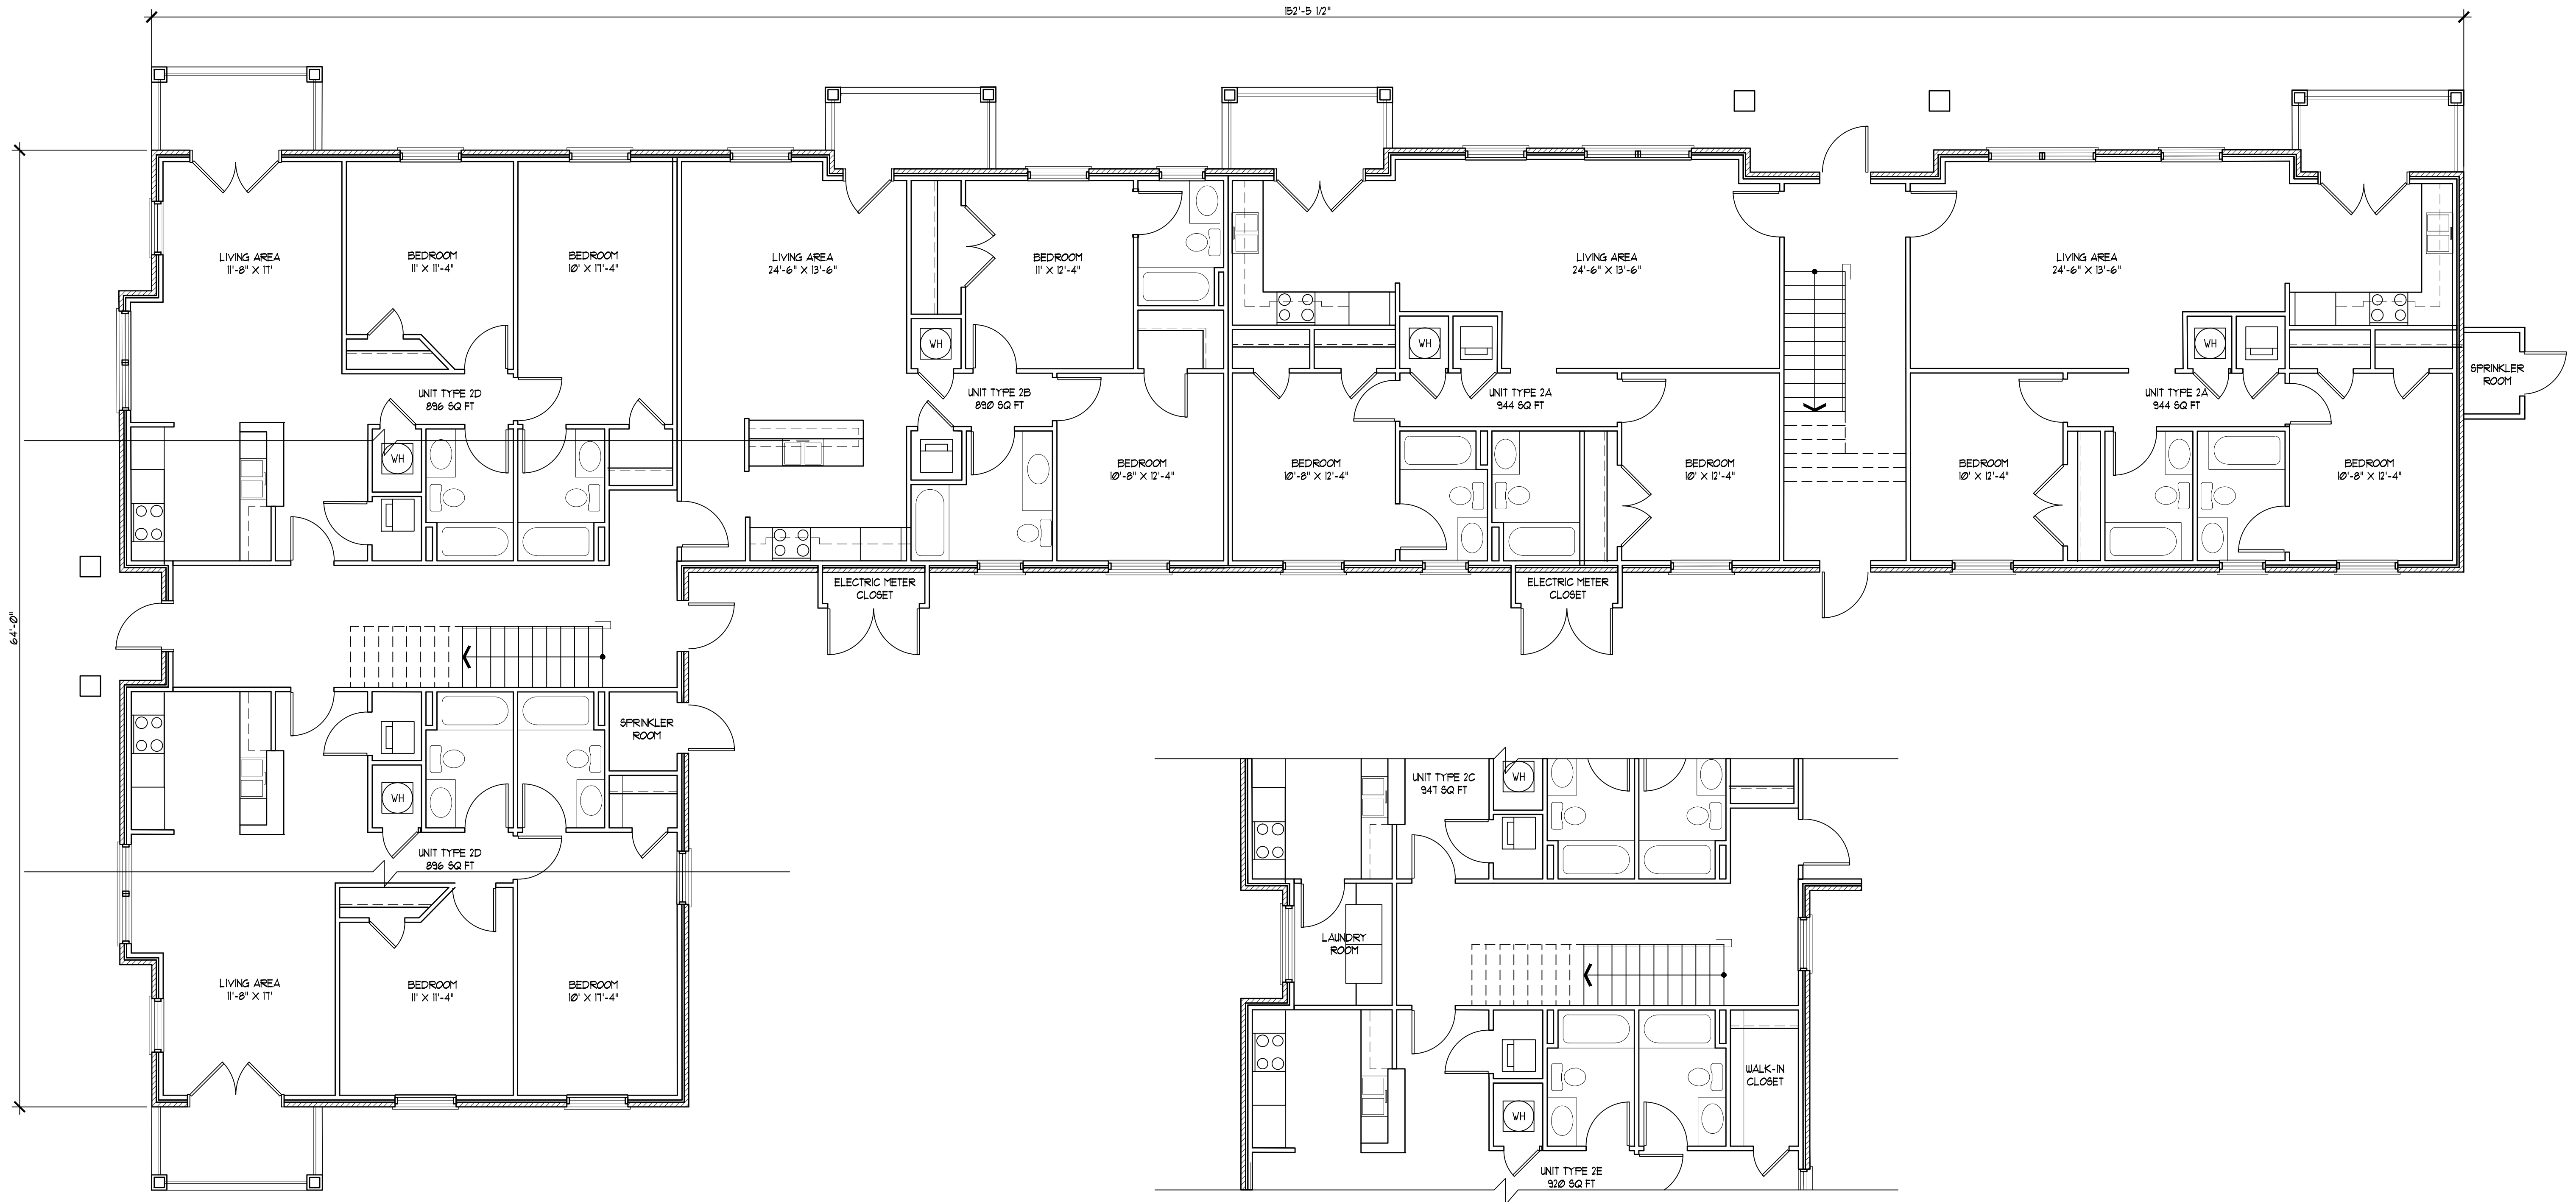 152'-5 1/2"
64'-0"
LIVING AREA
11'-8" X 17'
BEDROOM
11' X 11'-4"
BEDROOM
10' X 17'-4"
LIVING AREA
24'-6" X 13'-6"
BEDROOM
11' X 12'-4"
LIVING AREA
24'-6" X 13'-6"
LIVING AREA
24'-6" X 13'-6"
WH
WH
WH
SPRINKLER
ROOM
UNIT TYPE 2D
896 SQ FT
UNIT TYPE 2B
890 SQ FT
UNIT TYPE 2A
944 SQ FT
UNIT TYPE 2A
944 SQ FT
WH
BEDROOM
10'-8" X 12'-4"
BEDROOM
10'-8" X 12'-4"
BEDROOM
10' X 12'-4"
BEDROOM
10' X 12'-4"
BEDROOM
10'-8" X 12'-4"
ELECTRIC METER
CLOSET
ELECTRIC METER
CLOSET
SPRINKLER
ROOM
WH
UNIT TYPE 2D
896 SQ FT
LIVING AREA
11'-8" X 17'
BEDROOM
11' X 11'-4"
BEDROOM
10' X 17'-4"
UNIT TYPE 2C
947 SQ FT
WH
LAUNDRY
ROOM
WALK-IN
CLOSET
WH
UNIT TYPE 2E
920 SQ FT